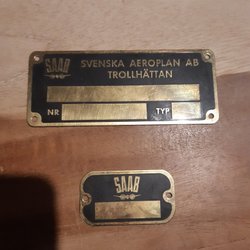 SAAB SVENSKA AEROPLAN AB
TROLLHÄTTAN
NR TYP
SAAB